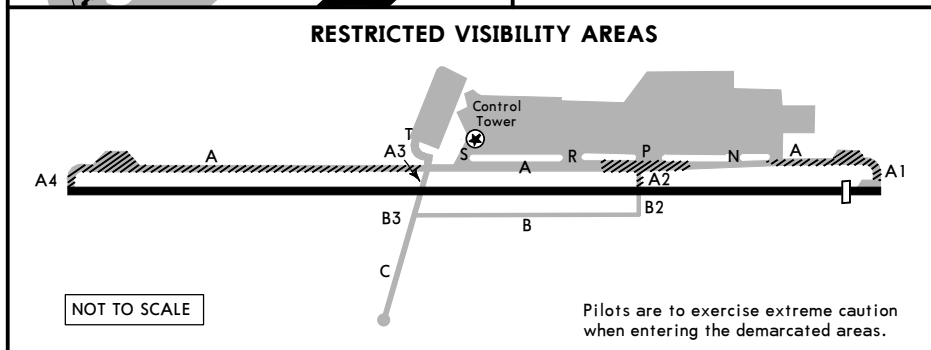 RESTRICTED VISIBILITY AREAS
Control
Tower
T
A3
S
A
R
P
N
A
A
A4
A2
A1
B3
B
B2
C
NOT TO SCALE
Pilots are to exercise extreme caution
when entering the demarcated areas.